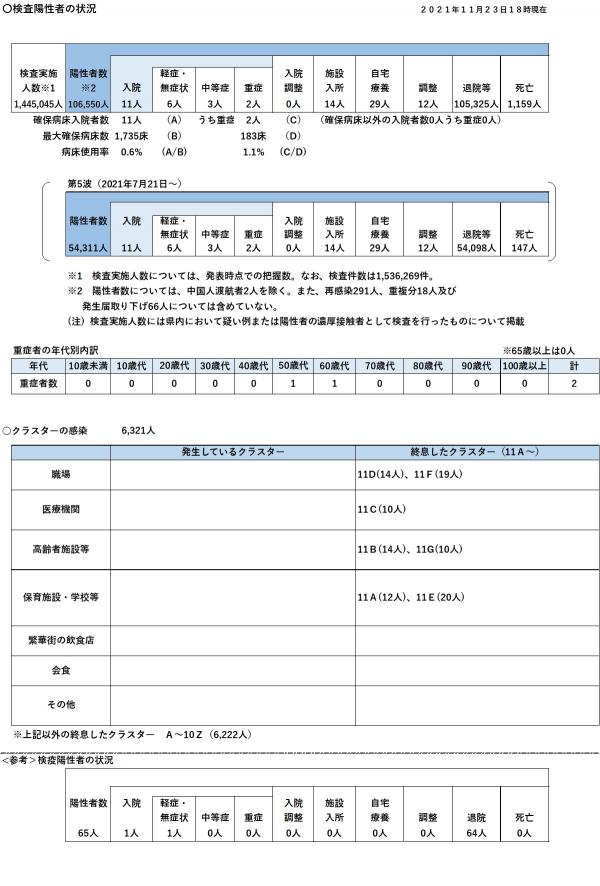 〇検査陽性者の状況
２０２１年１１月２３日１８時現在
検査実施人数※1 陽性者数※2 入院 軽症・無症状 中等症 重症 入院調整 施設入所 自宅療養 調整 退院等 死亡
1,445,045人 106,550人 11人 6人 3人 2人 0人 14人 29人 12人 105,325人 1,159人
確保病床入院者数 11人 (A) うち重症 2人 (C) (確保病床以外の入院者数0人うち重症0人)
最大確保病床数 1,735床 (B) 183床 (D)
病床使用率 0.6% (A/B) 1.1% (C/D)
第5波（2021年7月21日～）
陽性者数 入院 軽症・無症状 中等症 重症 入院調整 施設入所 自宅療養 調整 退院等 死亡
54,311人 11人 6人 3人 2人 0人 14人 29人 12人 54,098人 147人
※1 検査実施人数については、発表時点での把握数。なお、検査件数は1,536,269件。
※2 陽性者数については、中国人渡航者2人を除く。また、再感染291人、重複分18人及び
発生届取り下げ66人については含めていない。
(注) 検査実施人数には県内において疑い例または陽性者の濃厚接触者として検査を行ったものについて掲載
重症者の年代別内訳
※65歳以上は0人
年代 10歳未満 10歳代 20歳代 30歳代 40歳代 50歳代 60歳代 70歳代 80歳代 90歳代 100歳以上 計
重症者数 0 0 0 0 0 1 1 0 0 0 0 2
〇クラスターの感染 6,321人
発生しているクラスター 終息したクラスター（11Ａ～）
職場 11D(14人)、11Ｆ(19人)
医療機関 11Ｃ(10人)
高齢者施設等 11Ｂ(14人)、11G(10人)
保育施設・学校等 11Ａ(12人)、11Ｅ(20人)
繁華街の飲食店
会食
その他
※上記以外の終息したクラスター Ａ～10Ｚ（6,222人）
<参考＞検疫陽性者の状況
陽性者数 入院 軽症・無症状 中等症 重症 入院調整 施設入所 自宅療養 調整 退院 死亡
65人 1人 1人 0人 0人 0人 0人 0人 0人 64人 0人